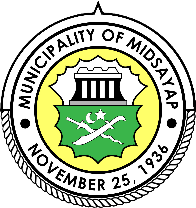 MUNICIPALITY OF MIDSAYAP
NOVEMBER 25, 1936